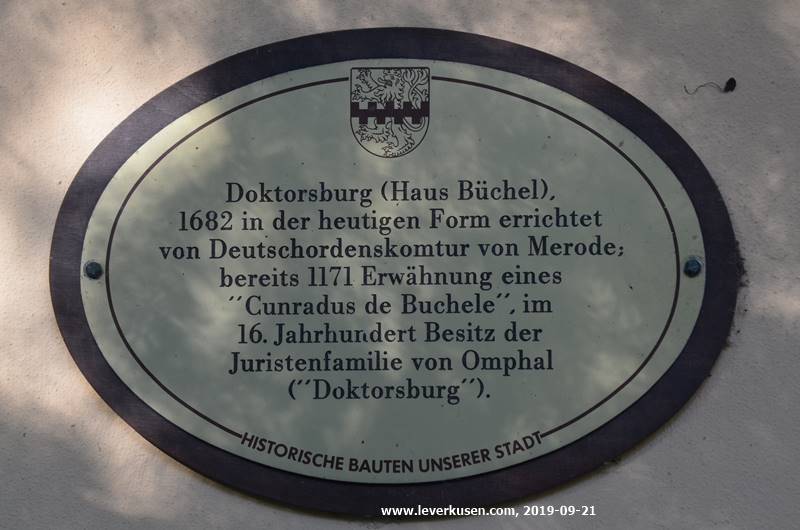 Doktorsburg (Haus Büchel),
1682 in der heutigen Form errichtet
von Deutschordenskomtur von Merode;
bereits 1171 Erwähnung eines
´´Cunradus de Buchele´´, im
16. Jahrhundert Besitz der
Juristenfamilie von Omphal
(´´Doktorsburg´´).
HISTORISCHE BAUTEN UNSERER STADT
www.leverkusen.com, 2019-09-21